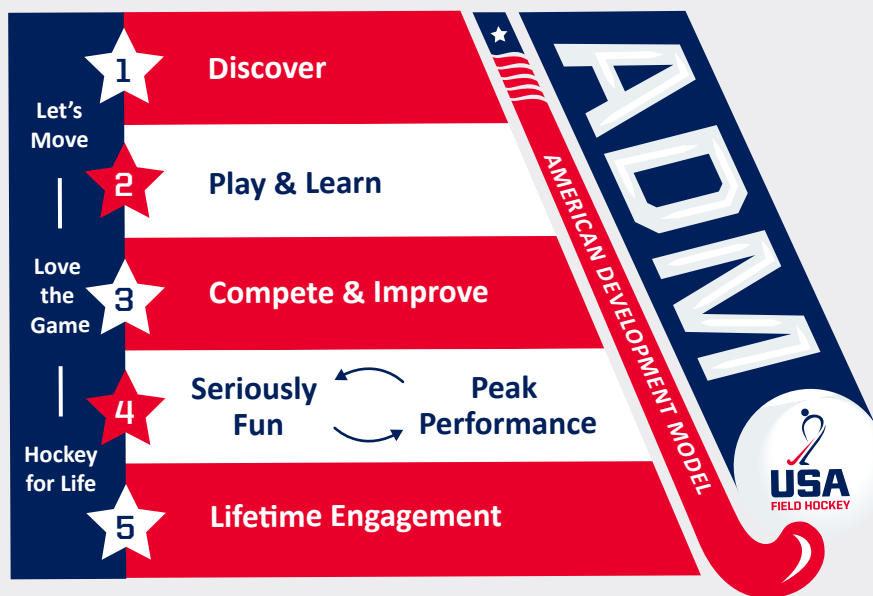 Let's
Move
Love
the
Game
Hockey
for Life
1
Discover
2
Play & Learn
3
Compete & Improve
4
Seriously
Fun
Peak
Performance
5
Lifetime Engagement
AMERICAN DEVELOPMENT MODEL
ADM
USA
FIELD HOCKEY